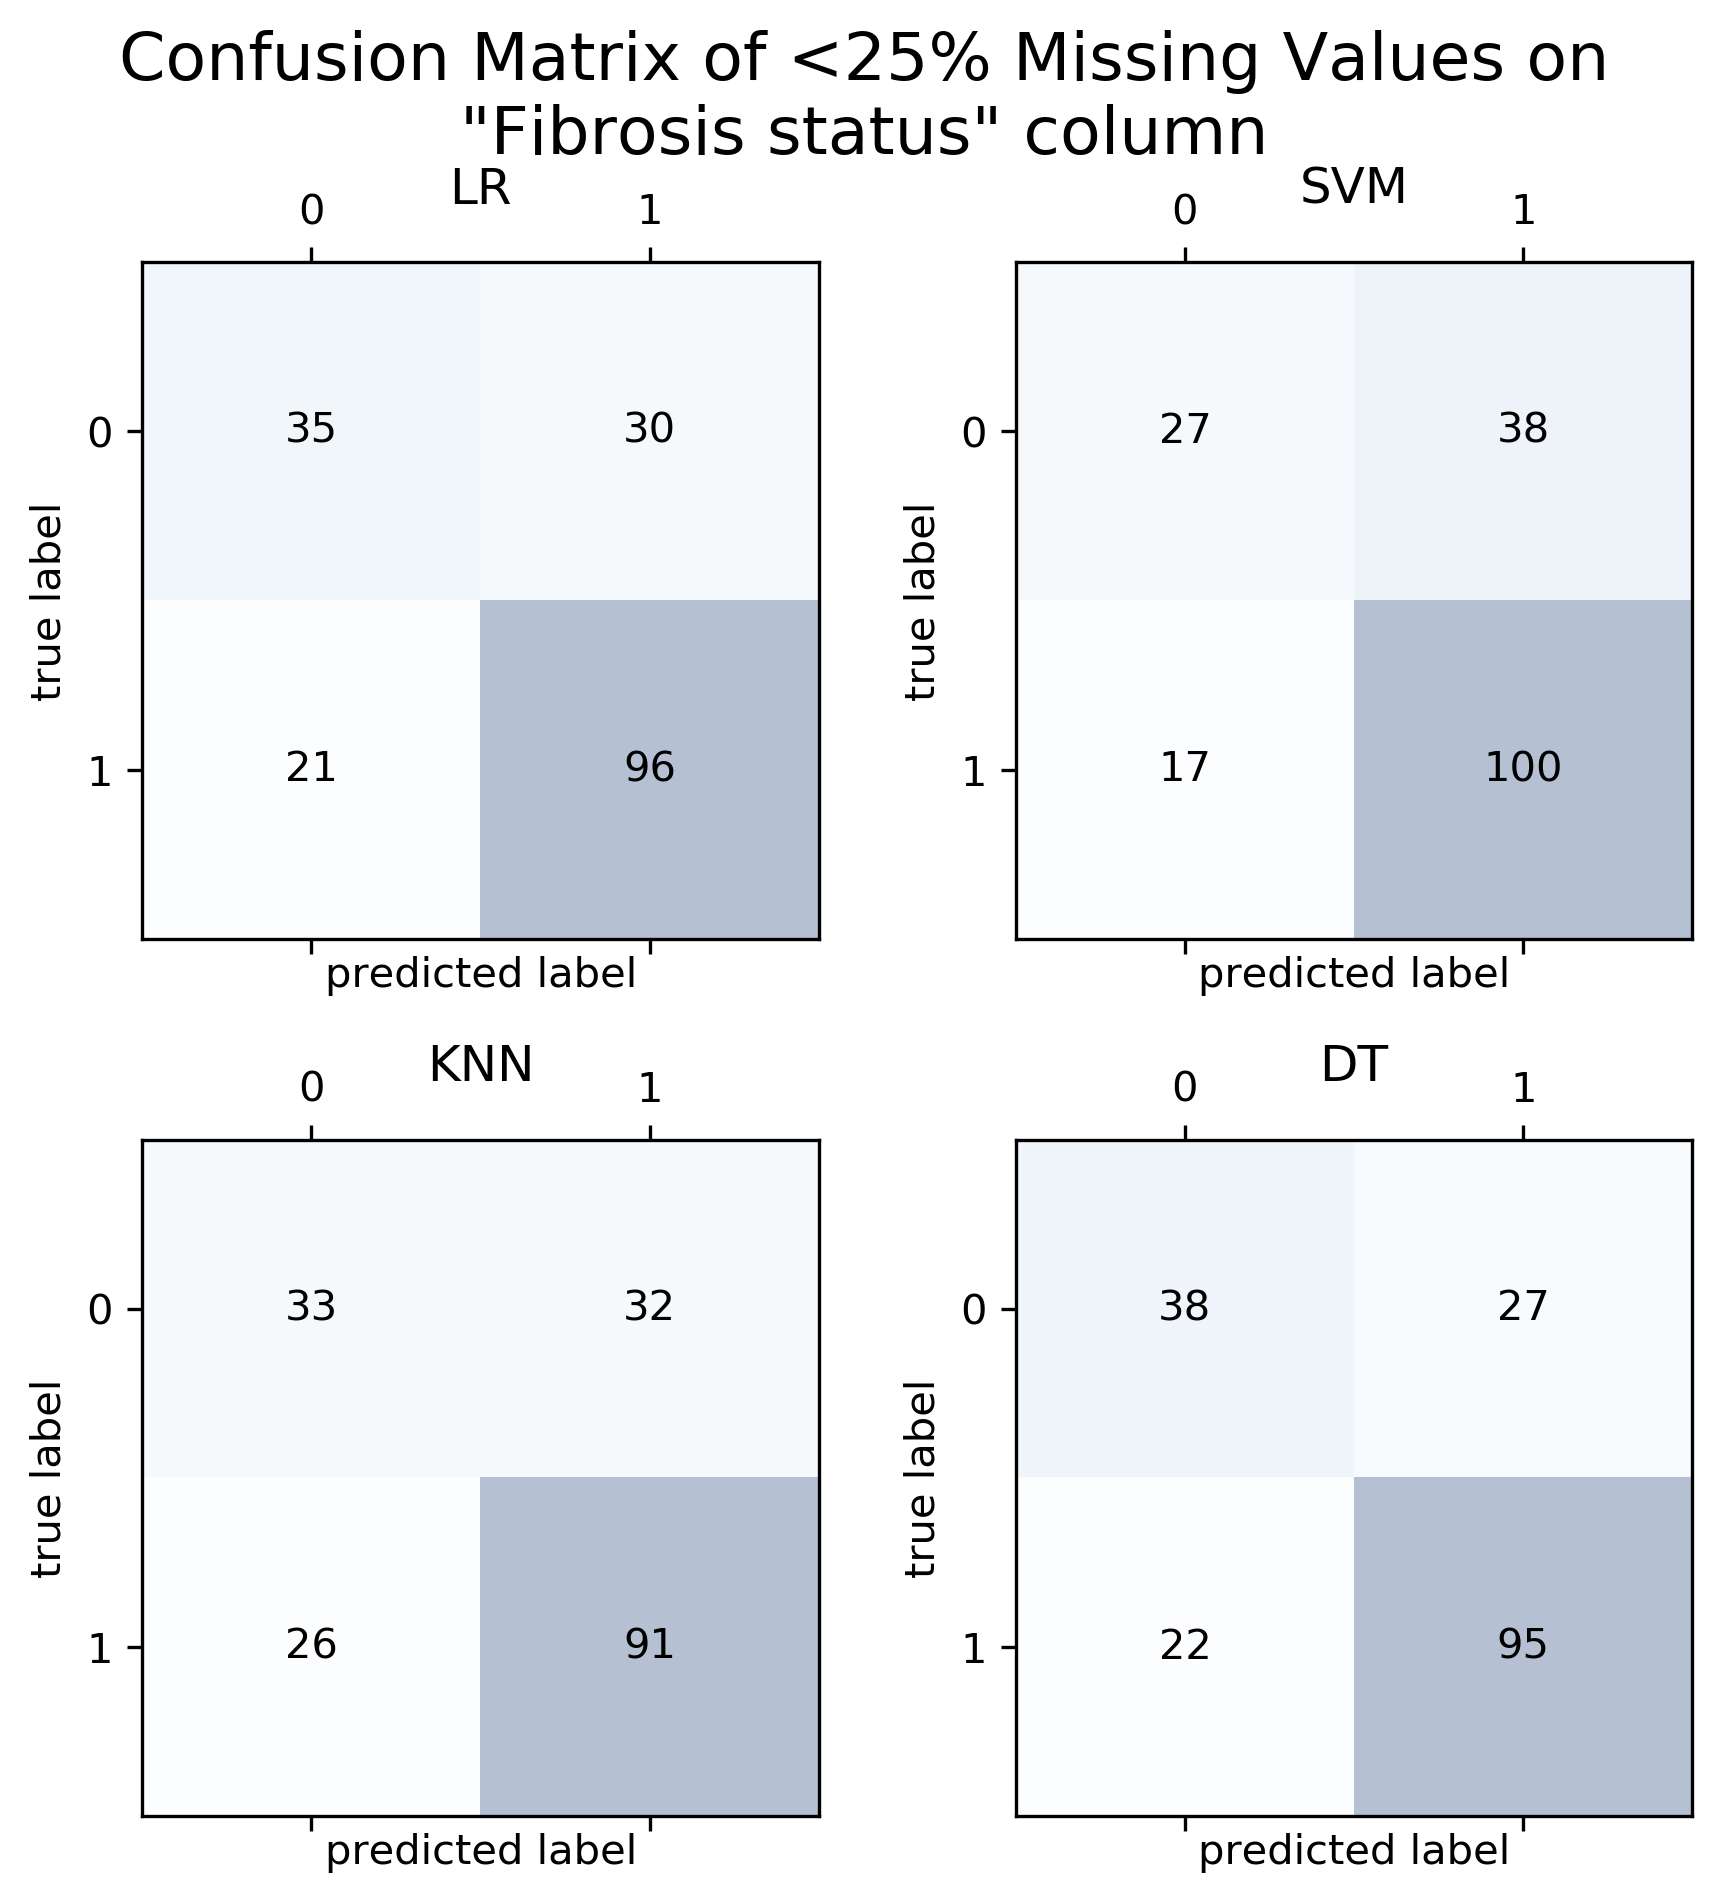 Confusion Matrix of <25% Missing Values on
"Fibrosis status" column
LR
0 1
0 35 30
1 21 96
true label
predicted label
SVM
0 1
0 27 38
1 17 100
true label
predicted label
KNN
0 1
0 33 32
1 26 91
true label
predicted label
DT
0 1
0 38 27
1 22 95
true label
predicted label